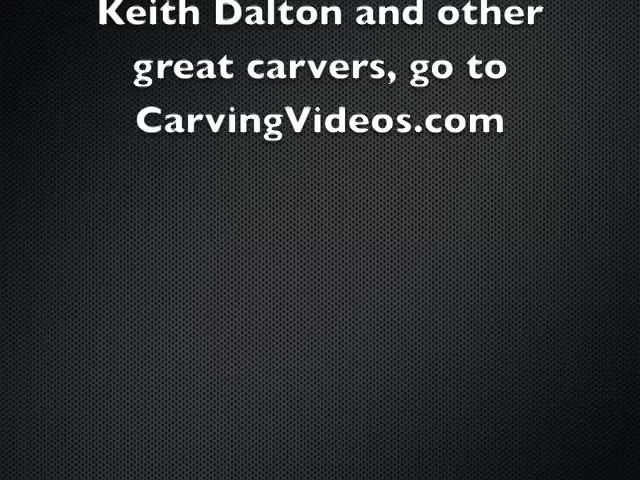 Keith Dalton and other
great carvers, go to
CarvingVideos.com